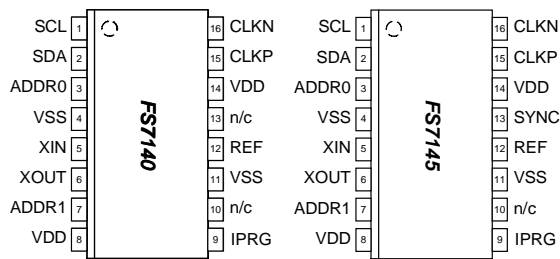 SCL 1 16 CLKN
SDA 2 15 CLKP
ADDR0 3 14 VDD
VSS 4 13 n/c
XIN 5 12 REF
XOUT 6 11 VSS
ADDR1 7 10 n/c
VDD 8 9 IPRG
FS7140
SCL 1 16 CLKN
SDA 2 15 CLKP
ADDR0 3 14 VDD
VSS 4 13 SYNC
XIN 5 12 REF
XOUT 6 11 VSS
ADDR1 7 10 n/c
VDD 8 9 IPRG
FS7145